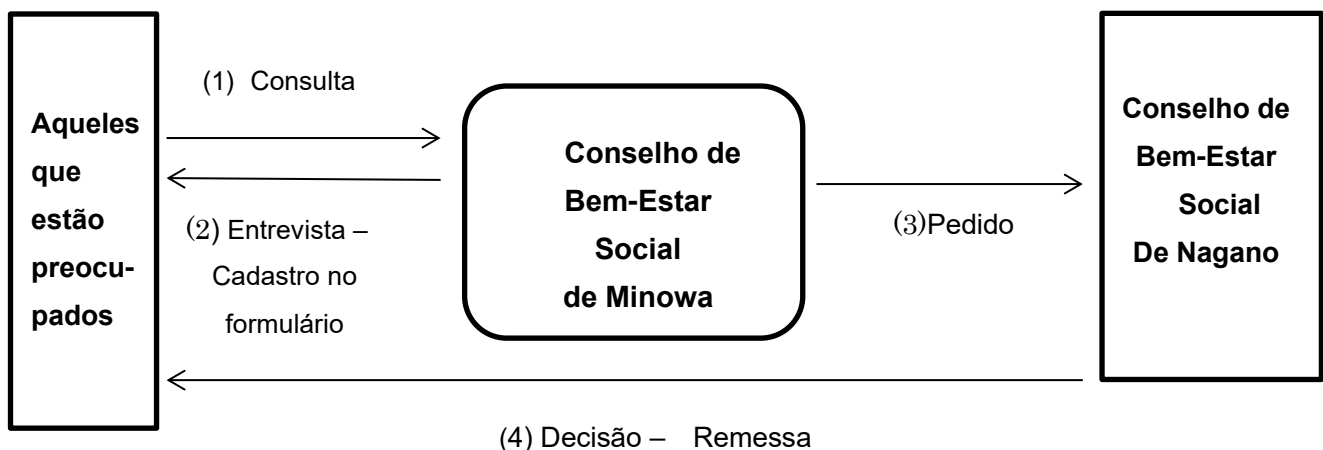 Aqueles
que
estão
preocu-
pados
(1) Consulta
(2) Entrevista –
Cadastro no
formulário
Conselho de
Bem-Estar
Social
de Minowa
(3)Pedido
Conselho de
Bem-Estar
Social
De Nagano
(4) Decisão – Remessa